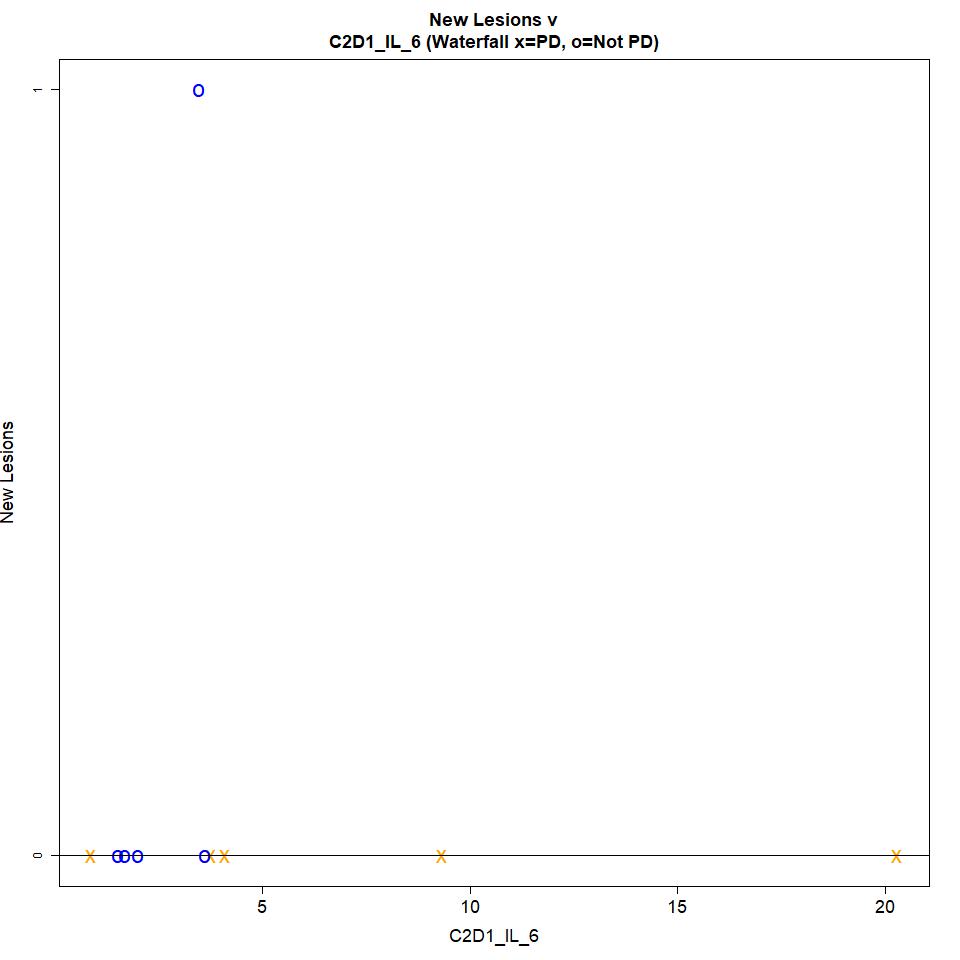 New Lesions v
C2D1_IL_6 (Waterfall x=PD, o=Not PD)
1
New Lesions
0
o
x o o o o x x x x
5 10 15 20
C2D1_IL_6